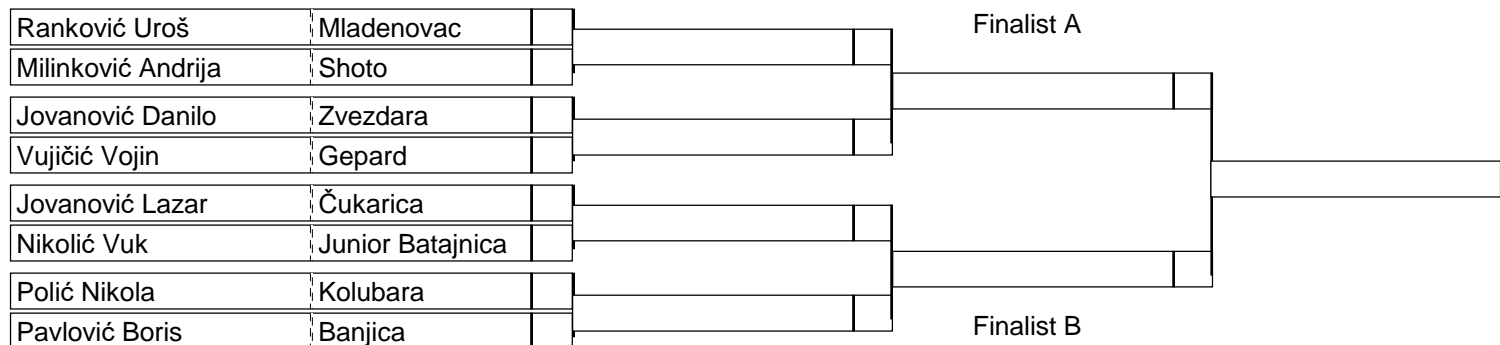 Ranković Uroš Mladenovac
Milinković Andrija Shoto
Jovanović Danilo Zvezdara
Vujičić Vojin Gepard
Jovanović Lazar Čukarica
Nikolić Vuk Junior Batajnica
Polić Nikola Kolubara
Pavlović Boris Banjica
Finalist A
Finalist B